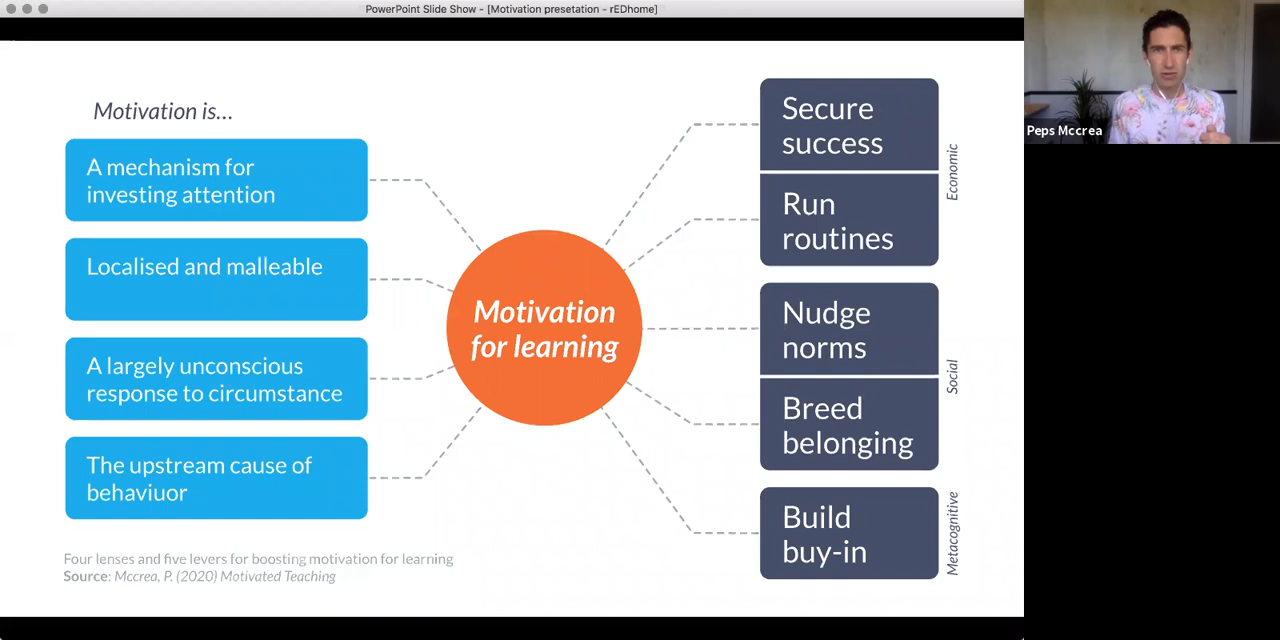 PowerPoint Slide Show - [Motivation presetation - rEDhome]
Motivation is...
A mechanism for
investing attention
Localised and malleable
A largely unconscious
response to circumstance
The upstream cause of
behaviuor
Four lenses and five levers for boosting motivation for learning
Source: Mccrea, P. (2020) Motivated Teaching
Motivation
for learning
Secure
success
Run
routines
Economic
Nudge
norms
Breed
belonging
Social
Build
buy-in
Metacognitive
Peps Mccrea